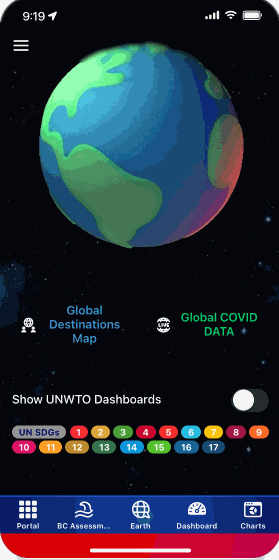 9:19
Global
Destinations
Map
LIVE
Global COVID
DATA
Show UNWTO Dashboards
UN SDGs 1 2 3 4 5 6 7 8 9
10 11 12 13 14 15 16 17
Portal BC Assessm... Earth Dashboard Charts